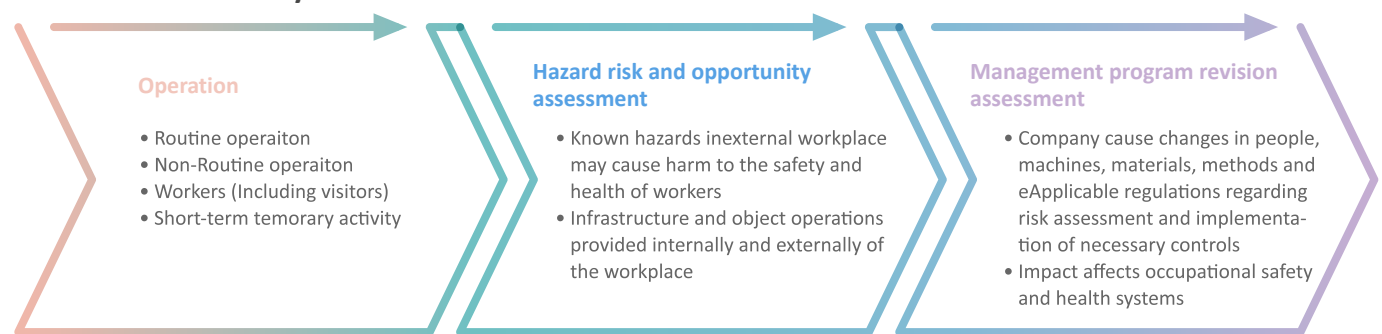 Operation
• Routine operaiton
• Non-Routine operaiton
• Workers (Including visitors)
• Short-term temorary activity
Hazard risk and opportunity
assessment
• Known hazards inexternal workplace
may cause harm to the safety and
health of workers
• Infrastructure and object operations
provided internally and externally of
the workplace
Management program revision
assessment
• Company cause changes in people,
machines, materials, methods and
eApplicable regulations regarding
risk assessment and implementa-
tion of necessary controls
• Impact affects occupational safety
and health systems